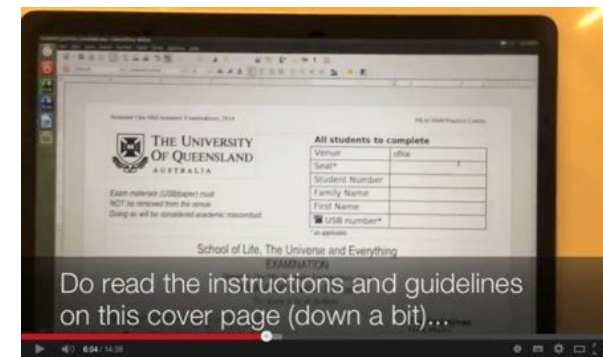 Semester One Mid-Semester Examinations, 2014
THE UNIVERSITY
OF QUEENSLAND
AUSTRALIA
Exam materials (USB/paper) must
NOT be removed from the venue.
Doing so will be considered academic misconduct.
All students to complete
Venue office
Seat*
Student Number
Family Name
First Name
USB number*
* as applicable
School of Life, The Universe and Everything
EXAMINATION
Do read the instructions and guidelines
on this cover page (down a bit)...
6:04 / 14:39